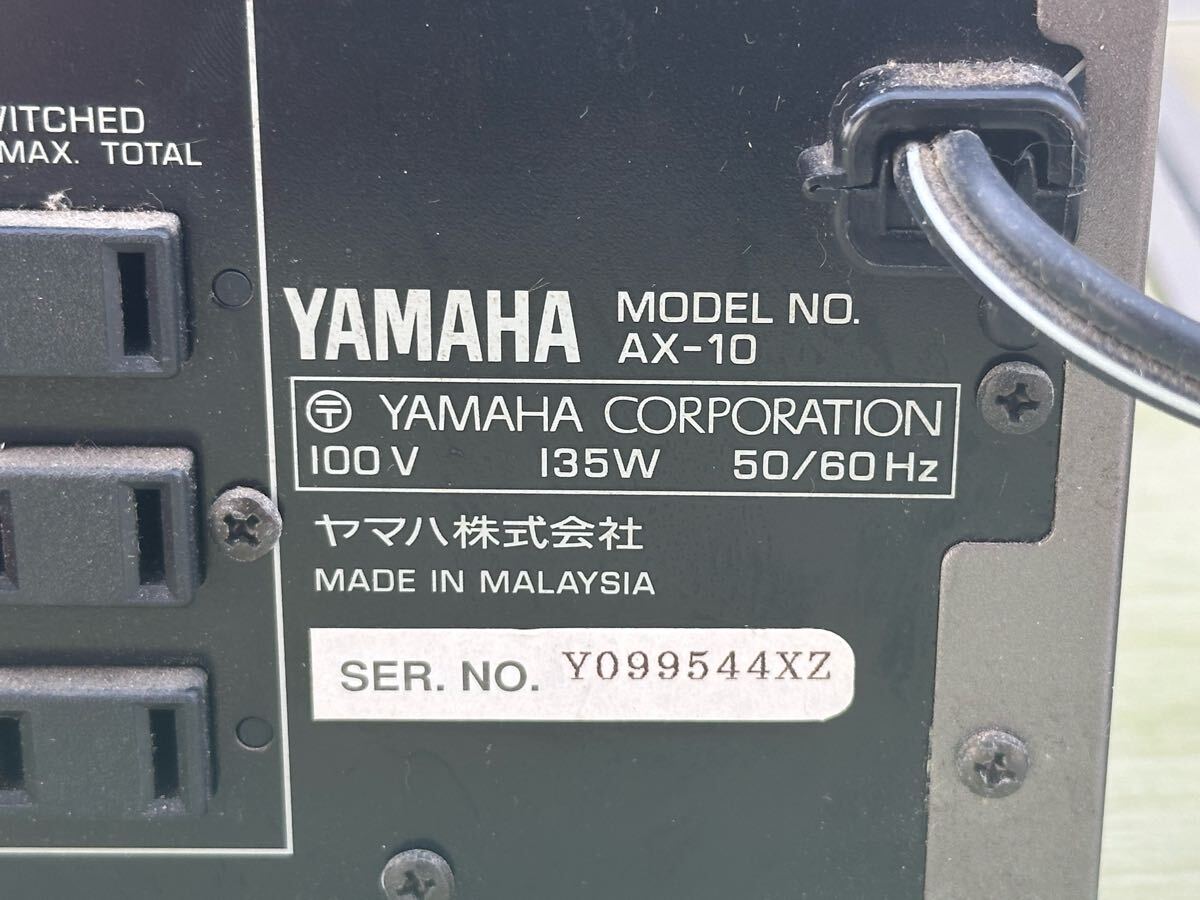 MAX. TOTAL
YAMAHA MODEL NO.
AX-10
〶 YAMAHA CORPORATION
100V 135W 50/60Hz
ヤマハ株式会社
MADE IN MALAYSIA
SER. NO. Y099544XZ